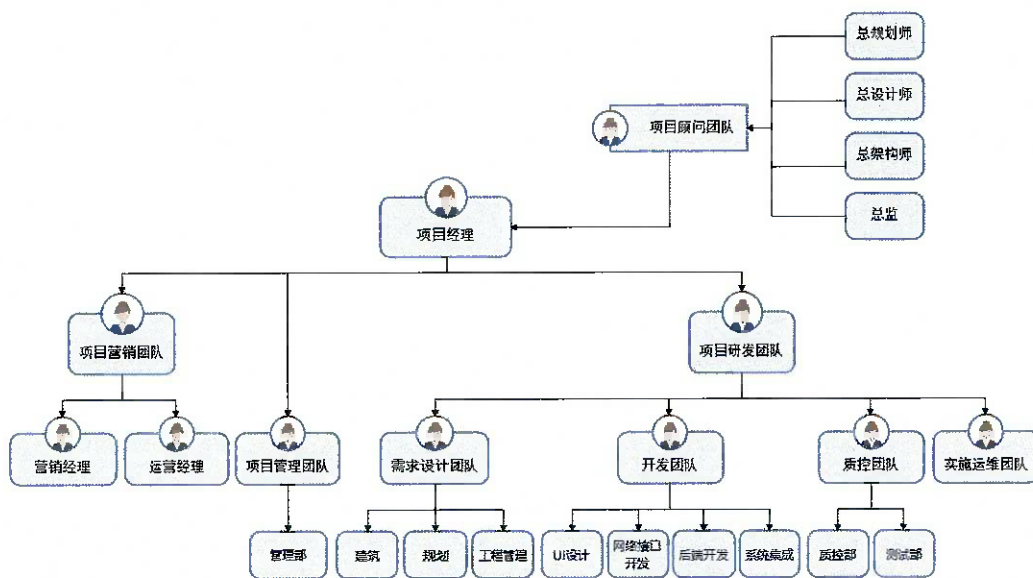 总规划师
总设计师
项目顾问团队
总架构师
总监
项目经理
项目营销团队
项目研发团队
营销经理
运营经理
项目管理团队
需求设计团队
开发团队
质控团队
实施运维团队
管理部
建筑
规划
工程管理
UI设计
网络接口
开发
后端开发
系统集成
质控部
测试部